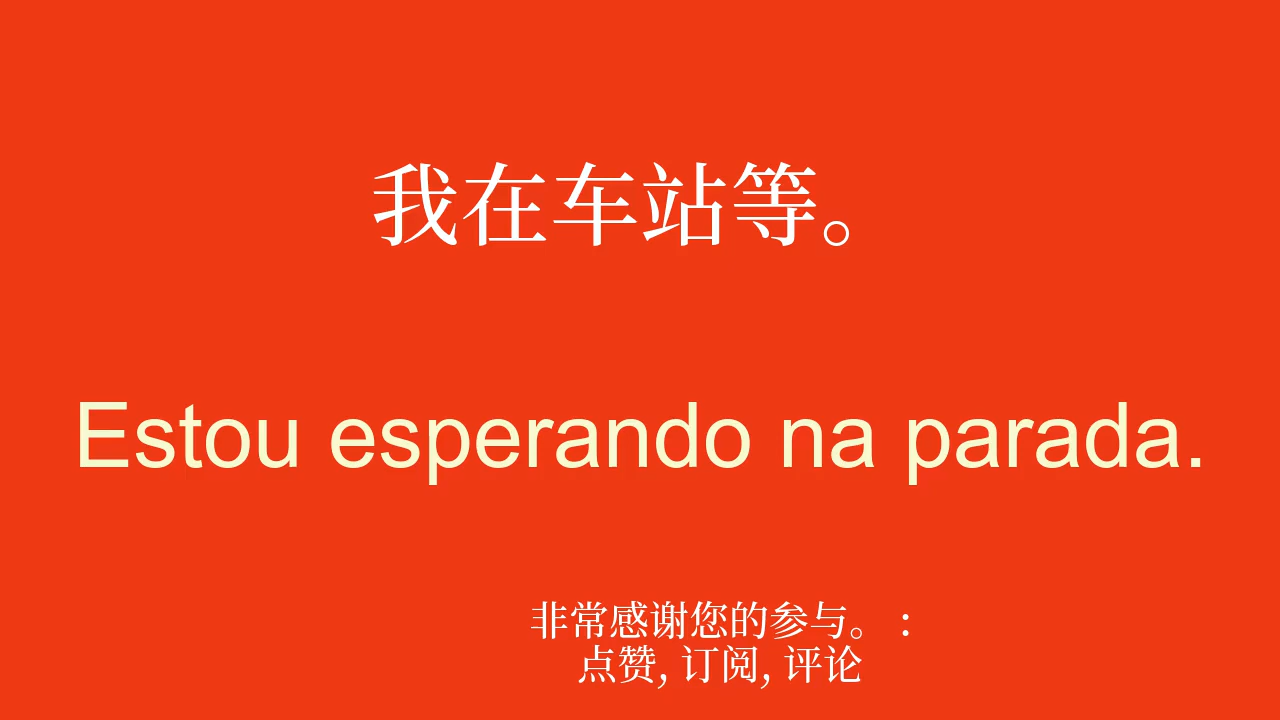 我在车站等。
Estou esperando na parada.
非常感谢您的参与。 :
点赞, 订阅, 评论